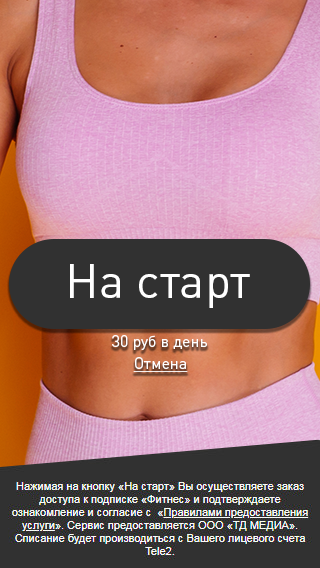 На старт
30 руб в день
Отмена
Нажимая на кнопку «На старт» Вы осуществляете заказ
доступа к подписке «Фитнес» и подтверждаете
ознакомление и согласие с «Правилами предоставления
услуги». Сервис предоставляется ООО «ТД МЕДИА».
Списание будет производиться с Вашего лицевого счета
Tele2.